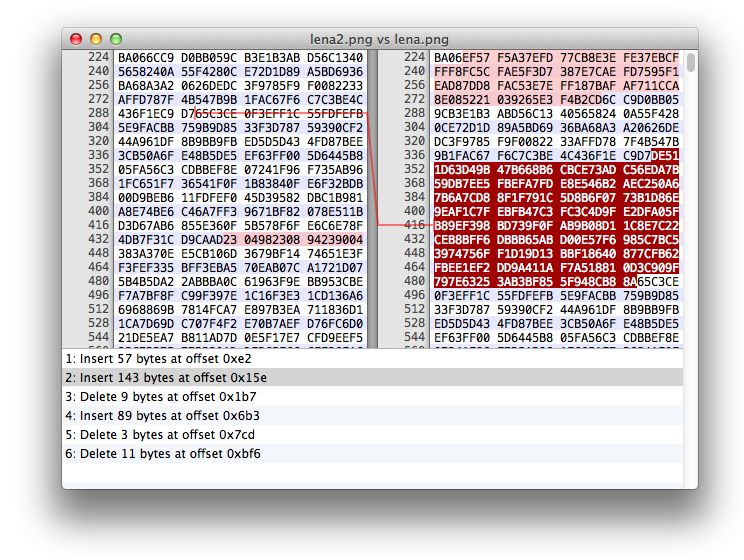 lena2.png vs lena.png
224 BA066CC9 D0BB059C B3E1B3AB D56C1340
240 5658240A 55F4280C E72D1D89 A5BD6936
256 BA68A3A2 0626DEDC 3F9785F9 F0082233
272 AFFD787F 4B547B9B 1FAC67F6 C7C3BE4C
288 436F1EC9 D765C3CE 0F3EFF1C 55FDFEFB
304 5E9FACBB 759B9D85 33F3D787 59390CF2
320 44A961DF 8B9BB9FB ED5D5D43 4FD87BEE
336 3CB50A6F E48B5DE5 EF63FF00 5D6445B8
352 05FA56C3 CDBBEF8E 07241F96 F735AB96
368 1FC651F7 36541F0F 1B83840F E6F32BDB
384 00D9BEB6 11FDFEF0 45D39582 DBC1B981
400 A8E74BE6 C46A7FF3 9671BF82 078E511B
416 D3D67AB6 855E360F 5B578F6F E6C6E78F
432 4DB7F31C D9CAAD23 04982308 94239004
448 383A370E E5CB106D 3679BF14 74651E3F
464 F3FEF335 BFF3EBA5 70EAB07C A1721D07
480 5B4B5DA2 2ABBBA0C 61963F9E BB953CBE
496 F7A7BF8F C99F397E 1C16F3E3 1CD136A6
512 6968869B 7814FCA7 E897B3EA 711836D1
528 1CA7D69D C707F4F2 E70B7AEF D76FC6D0
544 21DE5EA7 B811AD7D 0E5F17E7 CFD9EEF5
224 BA06EF57 F5A37EFD 77CB8E3E FE37EBCF
240 FFF8FC5C FAE5F3D7 387E7CAE FD7595F1
256 EAD87DD8 FAC53E7E FF187BAF AF711CCA
272 8E085221 039265E3 F4B2CD6C C9D0BB05
288 9CB3E1B3 ABD56C13 40565824 0A55F428
304 0CE72D1D 89A5BD69 36BA68A3 A20626DE
320 DC3F9785 F9F00822 33AFFD78 7F4B547B
336 9B1FAC67 F6C7C3BE 4C436F1E C9D7DE51
352 1D63D49B 47B668B6 CBCE73AD C56EDA7B
368 59DB7EE5 FBEFA7FD E8E546B2 AEC250A6
384 7B6A7CD8 8F1F791C 5D8B6F07 73B1D86E
400 9EAF1C7F EBFB47C3 FC3C4D9F E2DFA05F
416 B89EF398 BD739F0F AB9B08D1 1C8E7C22
432 CEB8BFF6 DBBB65AB D00E57F6 985C7BC5
448 3974756F F1D19D13 BBF18640 877CFB62
464 FBEE1EF2 DD9A411A F7A51881 0D3C909F
480 797E6325 3AB3BF85 5F948CB8 8A65C3CE
496 0F3EFF1C 55FDFEFB 5E9FACBB 759B9D85
512 33F3D787 59390CF2 44A961DF 8B9BB9FB
528 ED5D5D43 4FD87BEE 3CB50A6F E48B5DE5
544 EF63FF00 5D6445B8 05FA56C3 CDBBEF8E
1: Insert 57 bytes at offset 0xe2
2: Insert 143 bytes at offset 0x15e
3: Delete 9 bytes at offset 0x1b7
4: Insert 89 bytes at offset 0x6b3
5: Delete 3 bytes at offset 0x7cd
6: Delete 11 bytes at offset 0xbf6